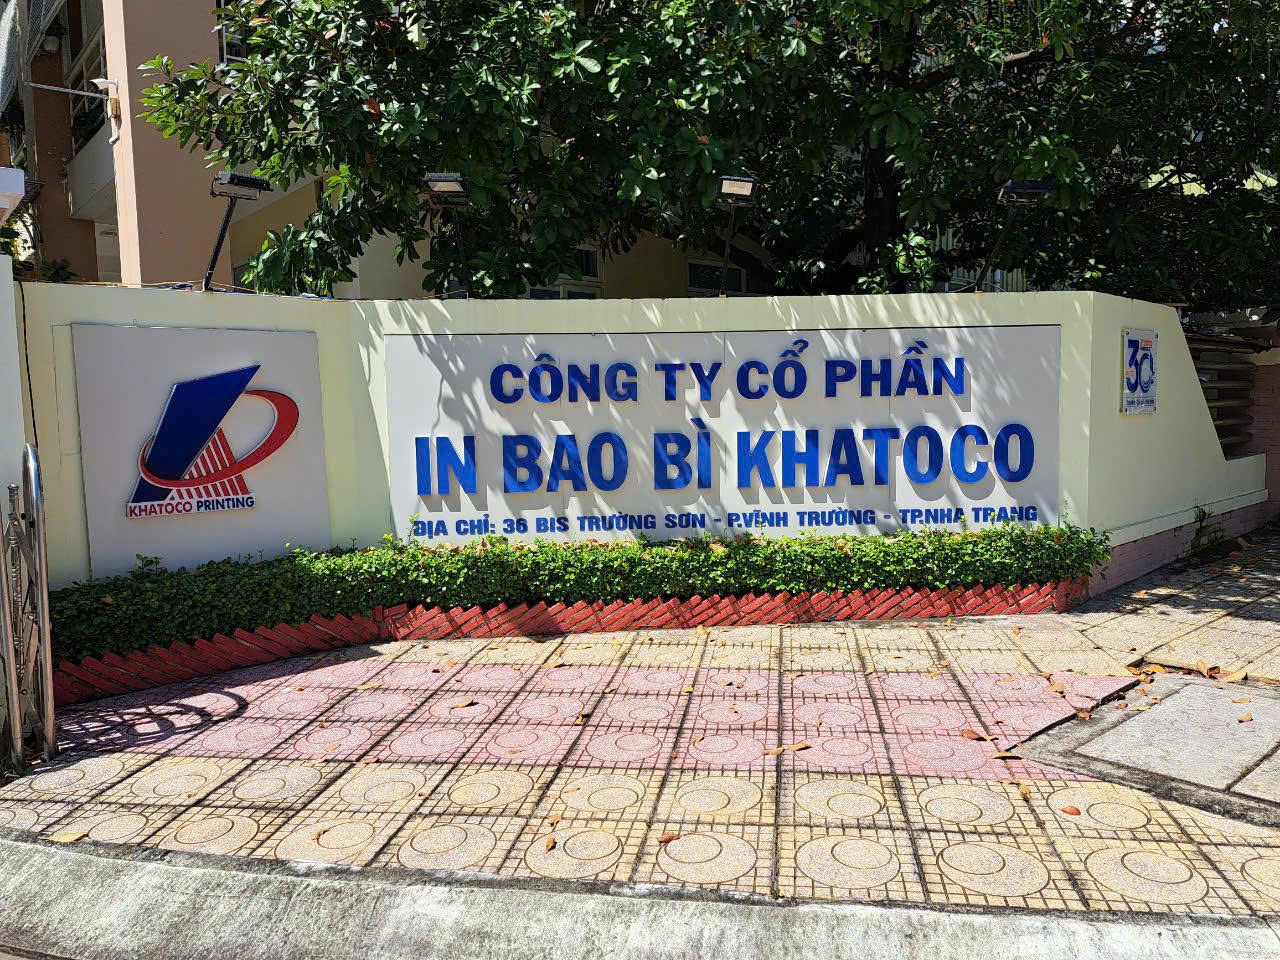 KHATOCO PRINTING
CÔNG TY CỔ PHẦN
IN BAO BÌ KHATOCO
ĐỊA CHỈ: 36 BIS TRƯỜNG SƠN - P.VĨNH TRƯỜNG - TP.NHA TRANG
30